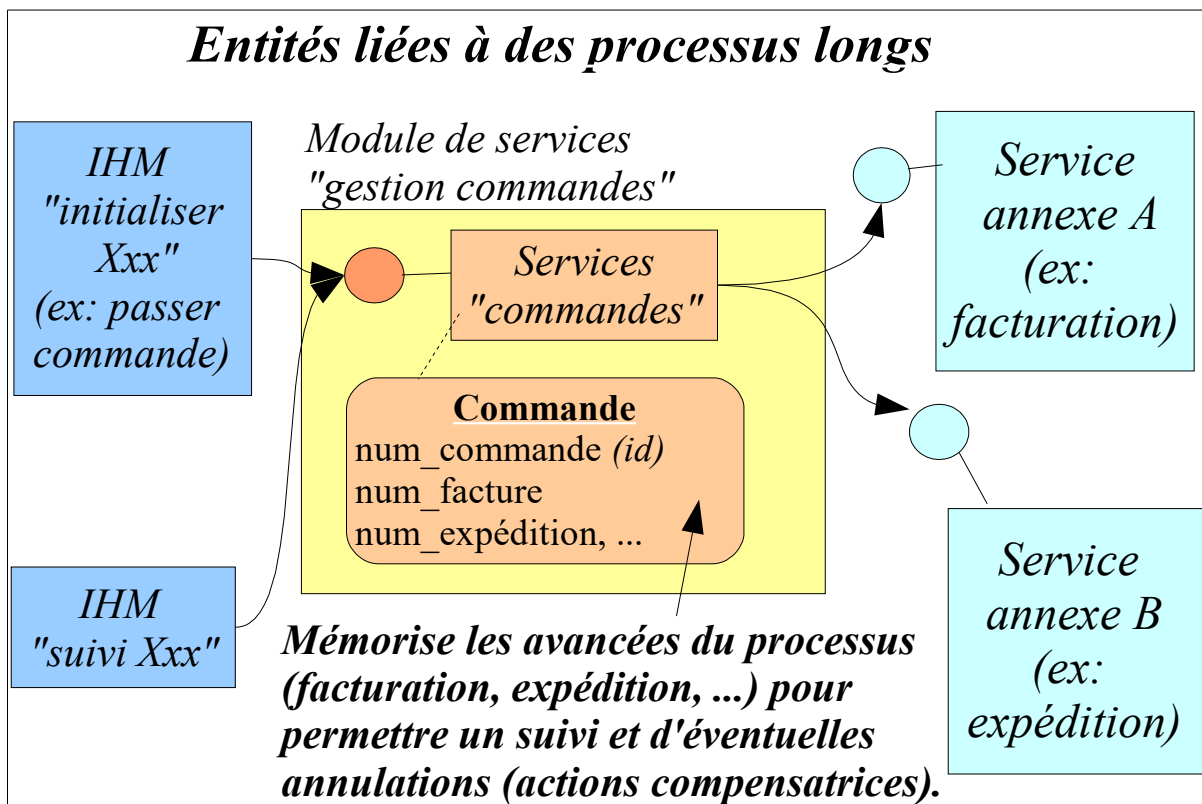 Entités liées à des processus longs
IHM
"initialiser
Xxx"
(ex: passer
commande)
IHM
"suivi Xxx"
Module de services
"gestion commandes"
Services
"commandes"
Commande
num_commande (id)
num_facture
num_expédition, ...
Mémorise les avancées du processus
(facturation, expédition, ...) pour
permettre un suivi et d'éventuelles
annulations (actions compensatrices).
Service
annexe A
(ex:
facturation)
Service
annexe B
(ex:
expédition)